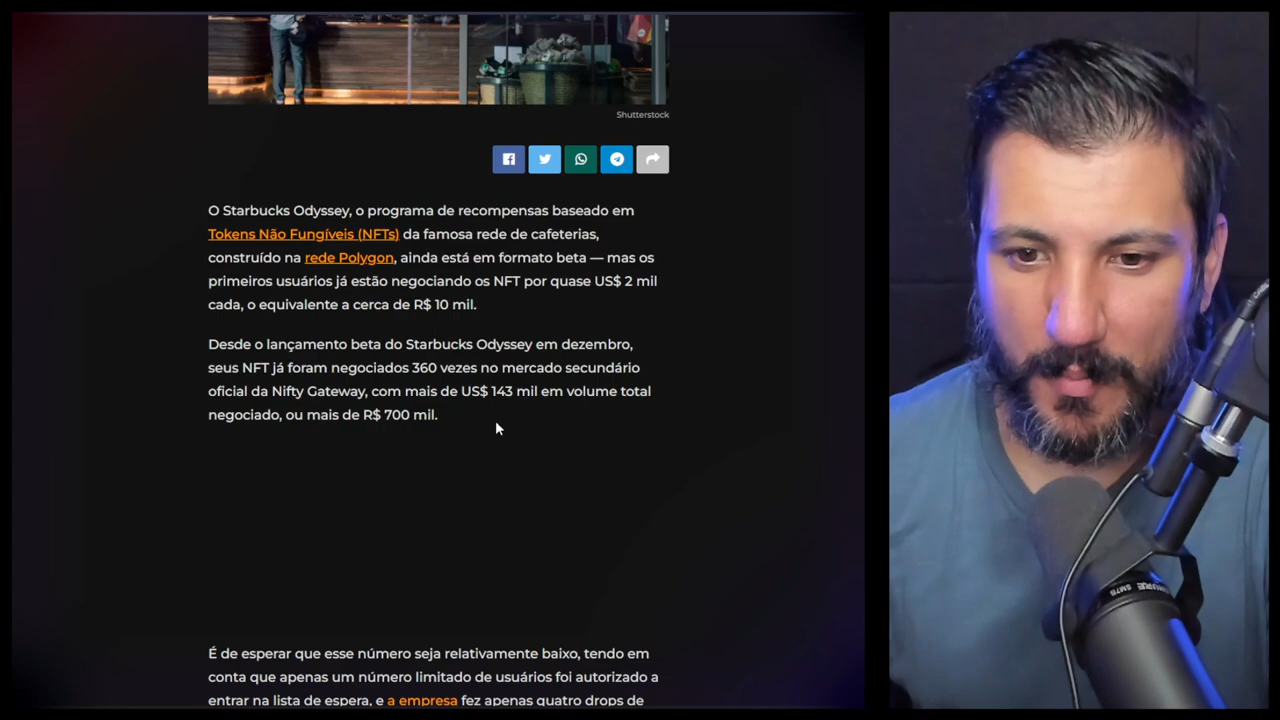 Shutterstock
O Starbucks Odyssey, o programa de recompensas baseado em
Tokens Não Fungíveis (NFTs) da famosa rede de cafeterias,
construído na rede Polygon, ainda está em formato beta — mas os
primeiros usuários já estão negociando os NFT por quase US$ 2 mil
cada, o equivalente a cerca de R$ 10 mil.
Desde o lançamento beta do Starbucks Odyssey em dezembro,
seus NFT já foram negociados 360 vezes no mercado secundário
oficial da Nifty Gateway, com mais de US$ 143 mil em volume total
negociado, ou mais de R$ 700 mil.
É de esperar que esse número seja relativamente baixo, tendo em
conta que apenas um número limitado de usuários foi autorizado a
entrar na lista de espera, e a empresa fez apenas quatro drops de
SHURE SM7B